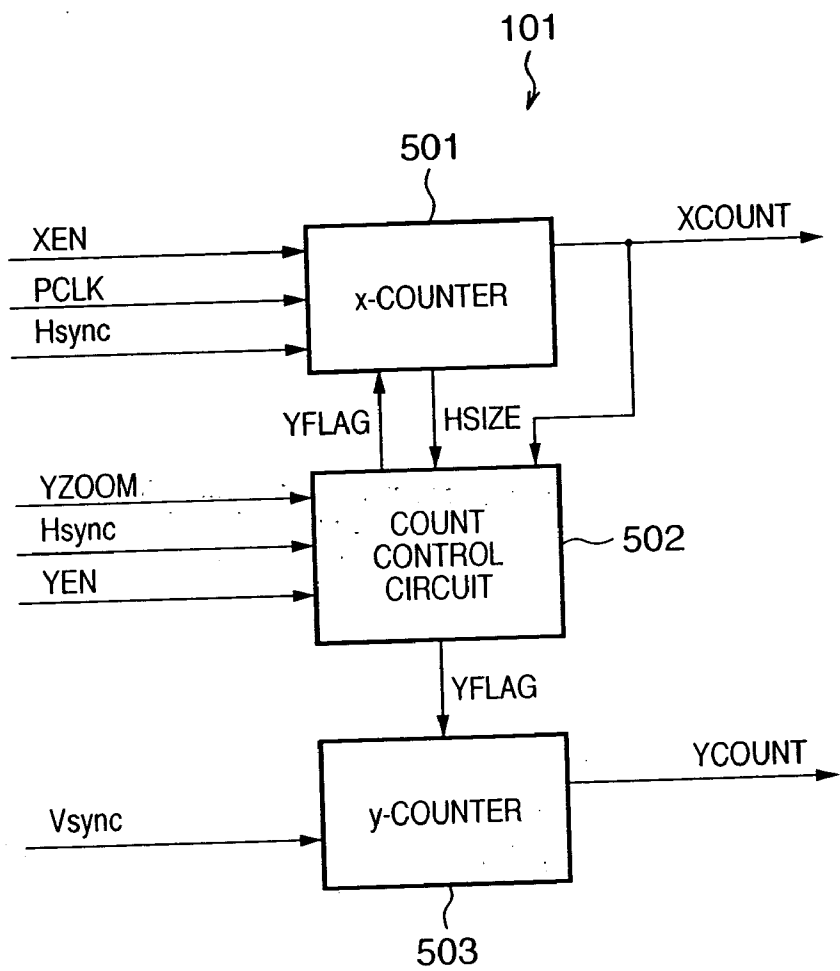 101
501
XEN
PCLK
Hsync
x-COUNTER
XCOUNT
YFLAG
HSIZE
YZOOM
Hsync
YEN
COUNT
CONTROL
CIRCUIT
502
YFLAG
Vsync
y-COUNTER
YCOUNT
503